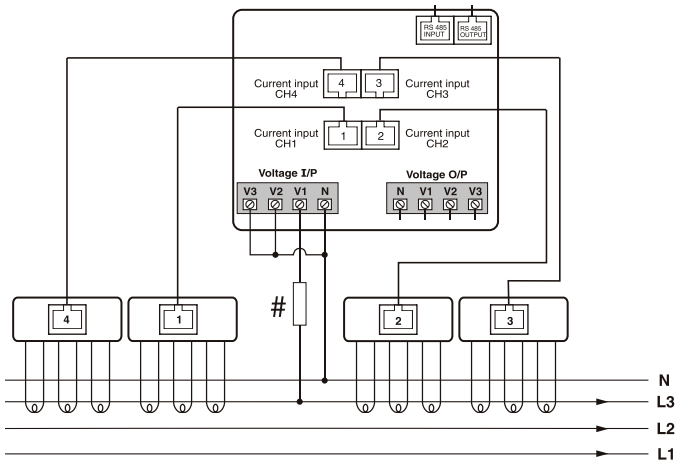 RS 485 RS 485
INPUT OUTPUT
Current input 4 3 Current input
CH4 CH3
Current input 1 2 Current input
CH1 CH2
Voltage I/P Voltage O/P
V3 V2 V1 N N V1 V2 V3
#
4 1 2 3
N
L3
L2
L1